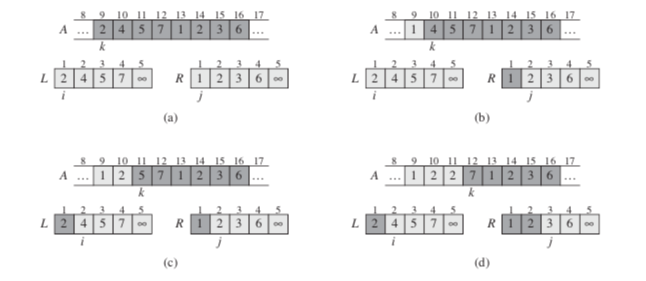 8 9 10 11 12 13 14 15 16 17
A ... 2 4 5 7 1 2 3 6 ...
k
1 2 3 4 5
L 2 4 5 7 ∞
i
1 2 3 4 5
R 1 2 3 6 ∞
j
(a)
8 9 10 11 12 13 14 15 16 17
A ... 1 4 5 7 1 2 3 6 ...
k
1 2 3 4 5
L 2 4 5 7 ∞
i
1 2 3 4 5
R 1 2 3 6 ∞
j
(b)
8 9 10 11 12 13 14 15 16 17
A ... 1 2 5 7 1 2 3 6 ...
k
1 2 3 4 5
L 2 4 5 7 ∞
i
1 2 3 4 5
R 1 2 3 6 ∞
j
(c)
8 9 10 11 12 13 14 15 16 17
A ... 1 2 2 7 1 2 3 6 ...
k
1 2 3 4 5
L 2 4 5 7 ∞
i
1 2 3 4 5
R 1 2 3 6 ∞
j
(d)